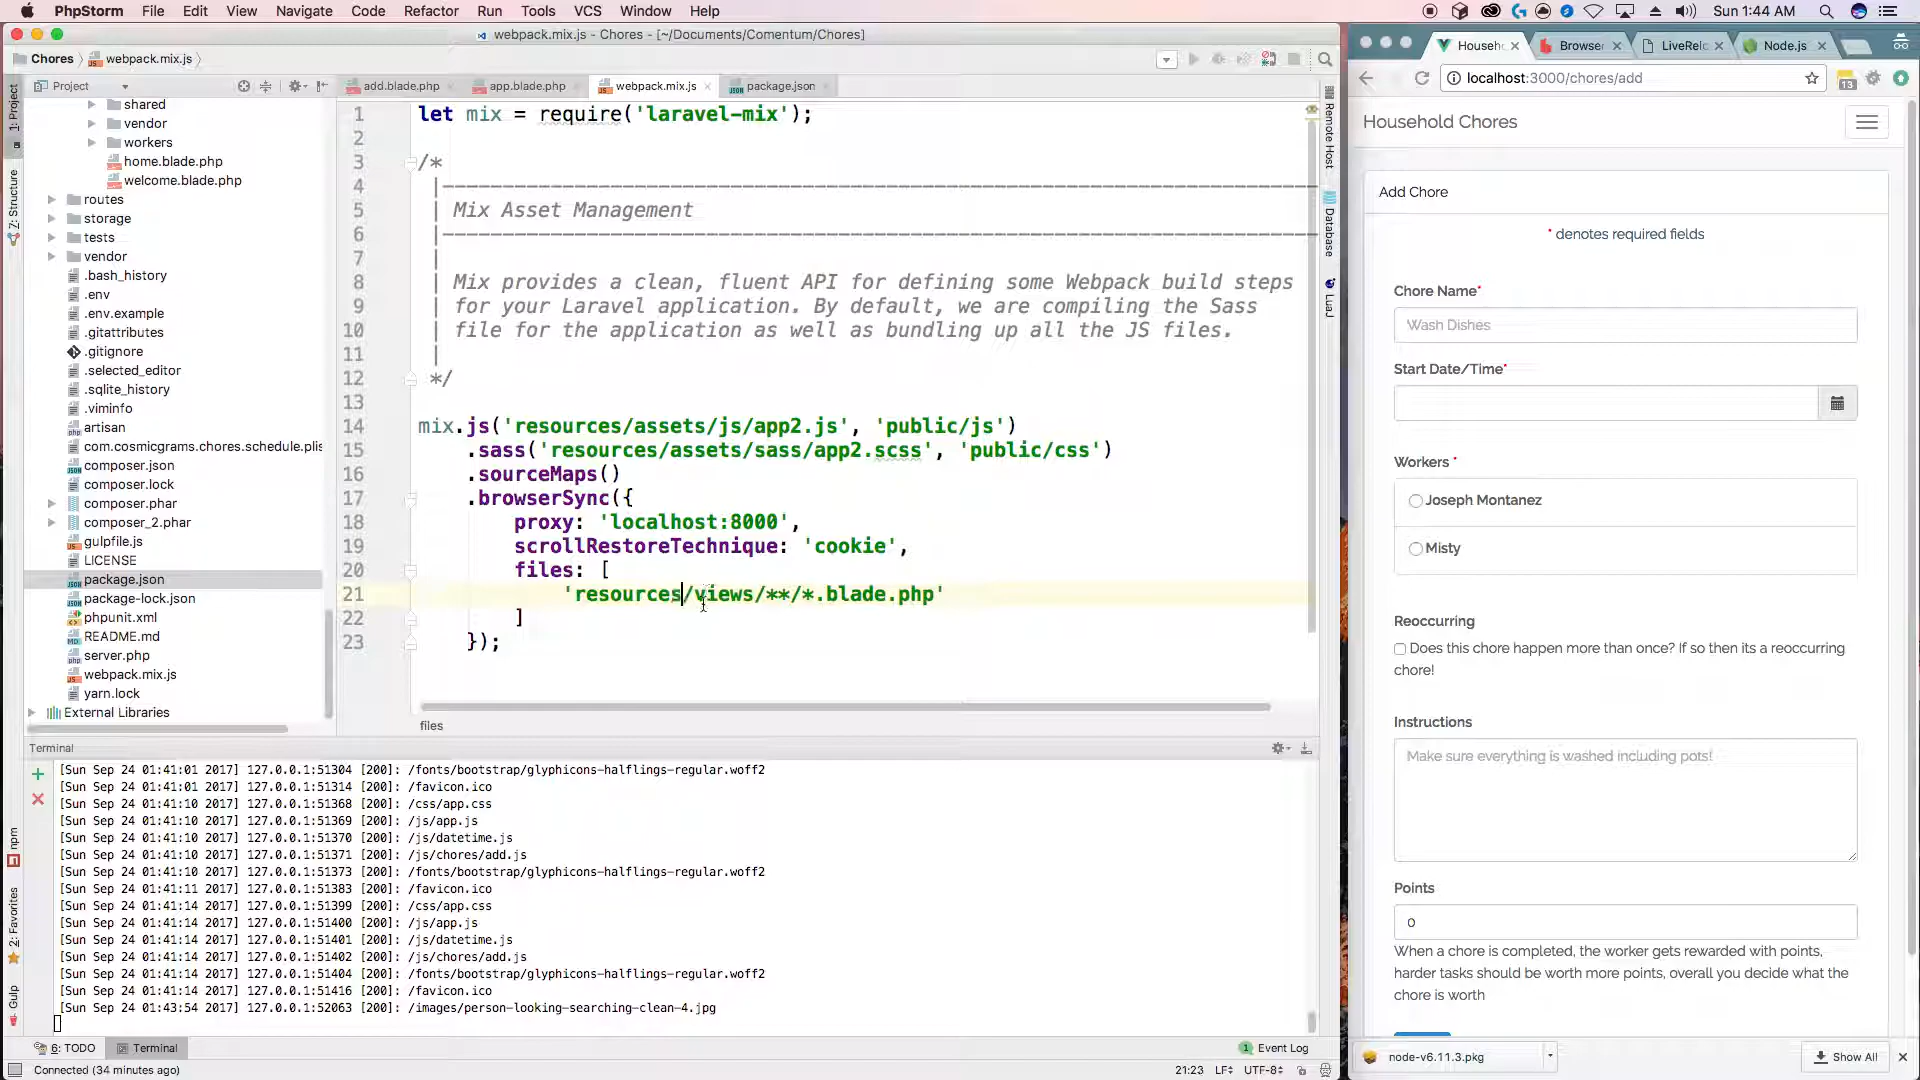 PhpStorm File Edit View Navigate Code Refactor Run Tools VCS Window Help
Sun 1:44 AM
webpack.mix.js - Chores - [~/Documents/Comentum/Chores]
Chores webpack.mix.js
Project
add.blade.php app.blade.php webpack.mix.js package.json
1: Project
Z: Structure
npm
2: Favorites
Gulp
shared
vendor
workers
home.blade.php
welcome.blade.php
routes
storage
tests
vendor
.bash_history
.env
.env.example
.gitattributes
.gitignore
.selected_editor
.sqlite_history
.viminfo
artisan
com.cosmicgrams.chores.schedule.plis
composer.json
composer.lock
composer.phar
composer_2.phar
gulpfile.js
LICENSE
package.json
package-lock.json
phpunit.xml
README.md
server.php
webpack.mix.js
yarn.lock
External Libraries
1 let mix = require('laravel-mix');
2
3 /*
4 |--------------------------------------------------------------------------
5 | Mix Asset Management
6 |--------------------------------------------------------------------------
7 |
8 | Mix provides a clean, fluent API for defining some Webpack build steps
9 | for your Laravel application. By default, we are compiling the Sass
10 | file for the application as well as bundling up all the JS files.
11 |
12 */
13
14 mix.js('resources/assets/js/app2.js', 'public/js')
15 .sass('resources/assets/sass/app2.scss', 'public/css')
16 .sourceMaps()
17 .browserSync({
18 proxy: 'localhost:8000',
19 scrollRestoreTechnique: 'cookie',
20 files: [
21 'resources/views/**/*.blade.php'
22 ]
23 });
files
Remote Host
Database
LuaJ
Terminal
[Sun Sep 24 01:41:01 2017] 127.0.0.1:51304 [200]: /fonts/bootstrap/glyphicons-halflings-regular.woff2
[Sun Sep 24 01:41:01 2017] 127.0.0.1:51314 [200]: /favicon.ico
[Sun Sep 24 01:41:10 2017] 127.0.0.1:51368 [200]: /css/app.css
[Sun Sep 24 01:41:10 2017] 127.0.0.1:51369 [200]: /js/app.js
[Sun Sep 24 01:41:10 2017] 127.0.0.1:51370 [200]: /js/datetime.js
[Sun Sep 24 01:41:10 2017] 127.0.0.1:51371 [200]: /js/chores/add.js
[Sun Sep 24 01:41:10 2017] 127.0.0.1:51373 [200]: /fonts/bootstrap/glyphicons-halflings-regular.woff2
[Sun Sep 24 01:41:11 2017] 127.0.0.1:51383 [200]: /favicon.ico
[Sun Sep 24 01:41:14 2017] 127.0.0.1:51399 [200]: /css/app.css
[Sun Sep 24 01:41:14 2017] 127.0.0.1:51400 [200]: /js/app.js
[Sun Sep 24 01:41:14 2017] 127.0.0.1:51401 [200]: /js/datetime.js
[Sun Sep 24 01:41:14 2017] 127.0.0.1:51402 [200]: /js/chores/add.js
[Sun Sep 24 01:41:14 2017] 127.0.0.1:51404 [200]: /fonts/bootstrap/glyphicons-halflings-regular.woff2
[Sun Sep 24 01:41:14 2017] 127.0.0.1:51416 [200]: /favicon.ico
[Sun Sep 24 01:43:54 2017] 127.0.0.1:52063 [200]: /images/person-looking-searching-clean-4.jpg
6: TODO Terminal 1 Event Log
Connected (34 minutes ago) 21:23 LF UTF-8
Househ Browser LiveRelo Node.js
localhost:3000/chores/add
13
Household Chores
Add Chore
* denotes required fields
Chore Name*
Wash Dishes
Start Date/Time*
Workers *
Joseph Montanez
Misty
Reoccurring
Does this chore happen more than once? If so then its a reoccurring
chore!
Instructions
Make sure everything is washed including pots!
Points
0
When a chore is completed, the worker gets rewarded with points,
harder tasks should be worth more points, overall you decide what the
chore is worth
node-v6.11.3.pkg
Show All